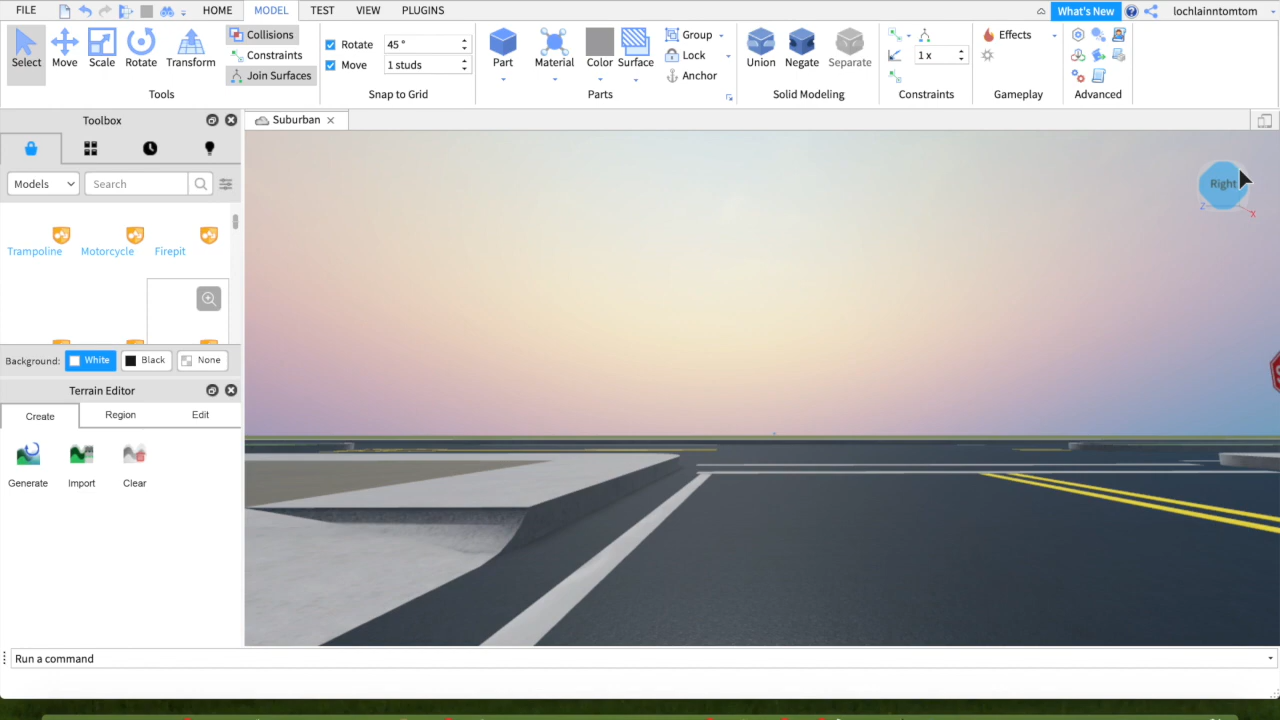 FILE HOME MODEL TEST VIEW PLUGINS What's New lochlainntomtom
Select Move Scale Rotate Transform
Collisions
Constraints
Join Surfaces
Tools
Rotate 45 °
Move 1 studs
Snap to Grid
Part Material Color Surface
Group
Lock
Anchor
Parts
Union Negate Separate
Solid Modeling
1 x
Constraints
Effects
Gameplay
Advanced
Toolbox
Suburban
Models Search
Trampoline Motorcycle Firepit
Background: White Black None
Terrain Editor
Create Region Edit
Generate Import Clear
Right
Z X
Run a command